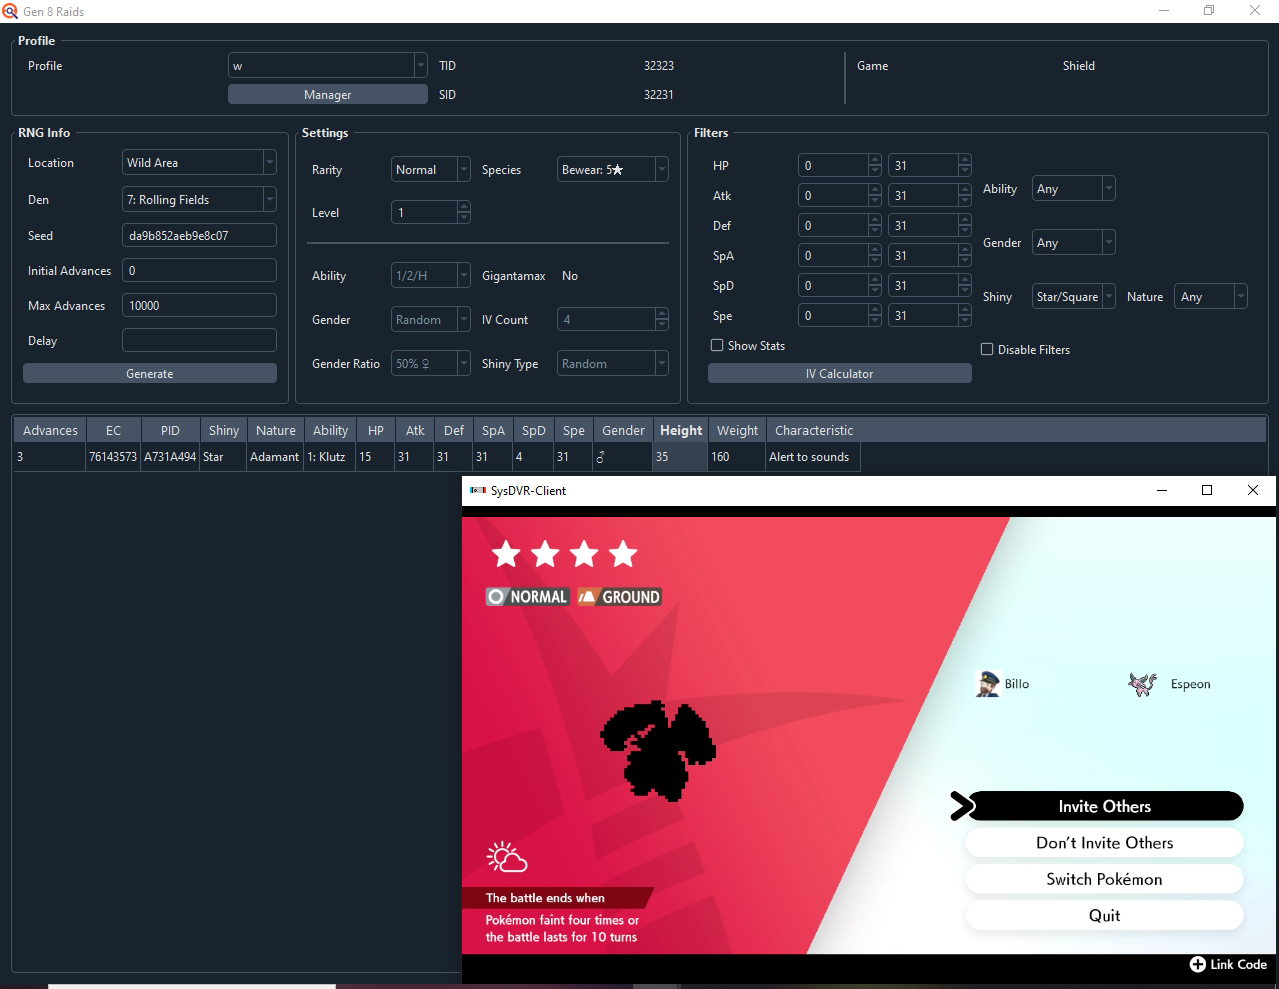 Gen 8 Raids
Profile
Profile w TID 32323 Game Shield
Manager SID 32231
RNG Info
Location Wild Area
Den 7: Rolling Fields
Seed da9b852aeb9e8c07
Initial Advances 0
Max Advances 10000
Delay
Generate
Settings
Rarity Normal Species Bewear: 5★
Level 1
Ability 1/2/H Gigantamax No
Gender Random IV Count 4
Gender Ratio 50% ♀ Shiny Type Random
Filters
HP 0 31
Atk 0 31
Def 0 31
SpA 0 31
SpD 0 31
Spe 0 31
Show Stats
IV Calculator
Ability Any
Gender Any
Shiny Star/Square Nature Any
Disable Filters
Advances EC PID Shiny Nature Ability HP Atk Def SpA SpD Spe Gender Height Weight Characteristic
3 76143573 A731A494 Star Adamant 1: Klutz 15 31 31 31 4 31 ♂ 35 160 Alert to sounds
SysDVR-Client
NORMAL GROUND
Billo Espeon
Invite Others
Don't Invite Others
Switch Pokémon
Quit
The battle ends when
Pokémon faint four times or
the battle lasts for 10 turns
Link Code